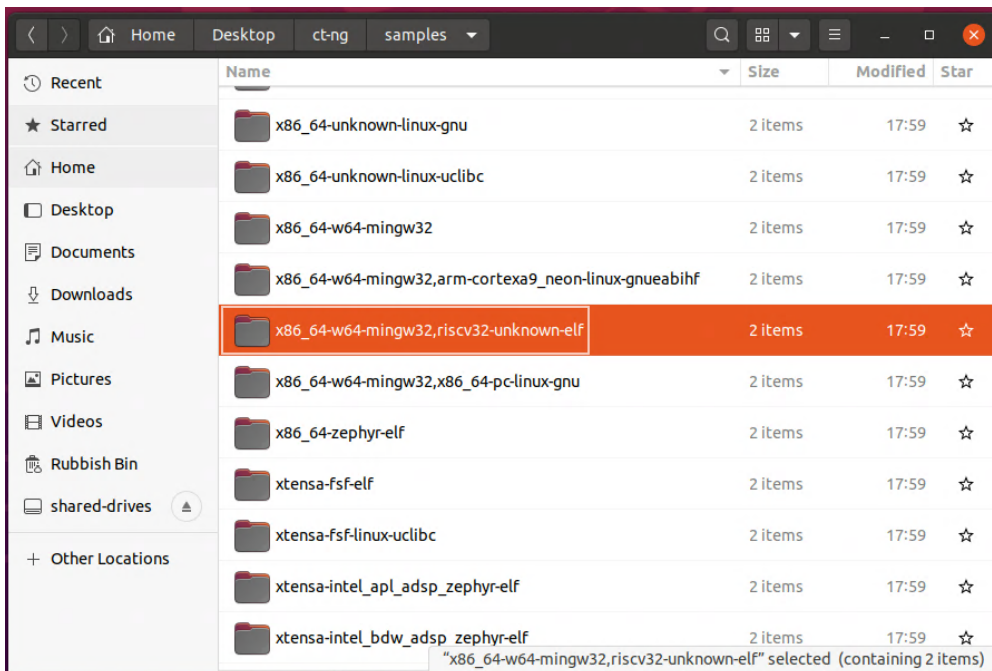 Home Desktop ct-ng samples
Name Size Modified Star
Recent
Starred
Home
Desktop
Documents
Downloads
Music
Pictures
Videos
Rubbish Bin
shared-drives
+ Other Locations
x86_64-unknown-linux-gnu 2 items 17:59
x86_64-unknown-linux-uclibc 2 items 17:59
x86_64-w64-mingw32 2 items 17:59
x86_64-w64-mingw32,arm-cortexa9_neon-linux-gnueabihf 2 items 17:59
x86_64-w64-mingw32,riscv32-unknown-elf 2 items 17:59
x86_64-w64-mingw32,x86_64-pc-linux-gnu 2 items 17:59
x86_64-zephyr-elf 2 items 17:59
xtensa-fsf-elf 2 items 17:59
xtensa-fsf-linux-uclibc 2 items 17:59
xtensa-intel_apl_adsp_zephyr-elf 2 items 17:59
xtensa-intel_bdw_adsp_zephyr-elf 2 items 17:59
“x86_64-w64-mingw32,riscv32-unknown-elf” selected (containing 2 items)